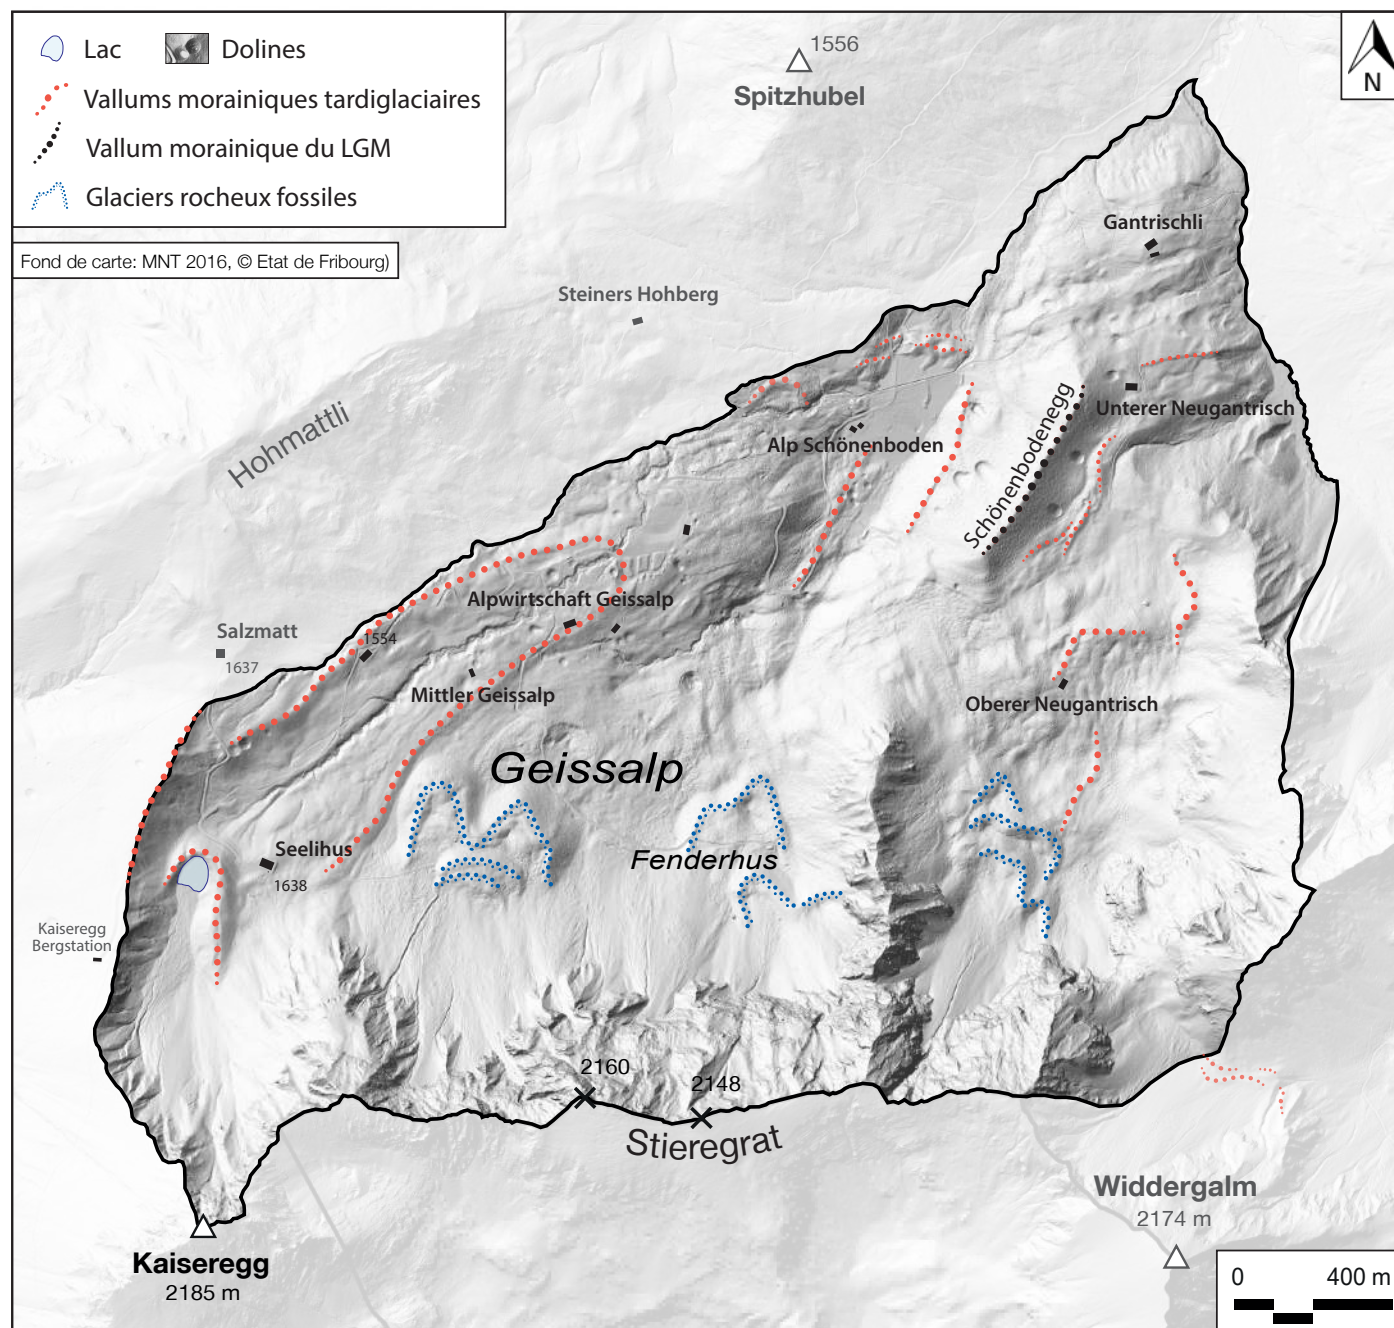 Lac
Dolines
Vallums morainiques tardiglaciaires
Vallum morainique du LGM
Glaciers rocheux fossiles
Fond de carte: MNT 2016, © Etat de Fribourg)
N
1556
Spitzhubel
Gantrischli
Steiners Hohberg
Hohmattli
Unterer Neugantrisch
Schönenbodenegg
Alp Schönenboden
Alpwirtschaft Geissalp
Salzmatt
1637
1554
Mittler Geissalp
Oberer Neugantrisch
Geissalp
Seelihus
1638
Fenderhus
Kaiseregg
Bergstation
2160
2148
Stieregrat
Widdergalm
2174 m
Kaiseregg
2185 m
0 400 m